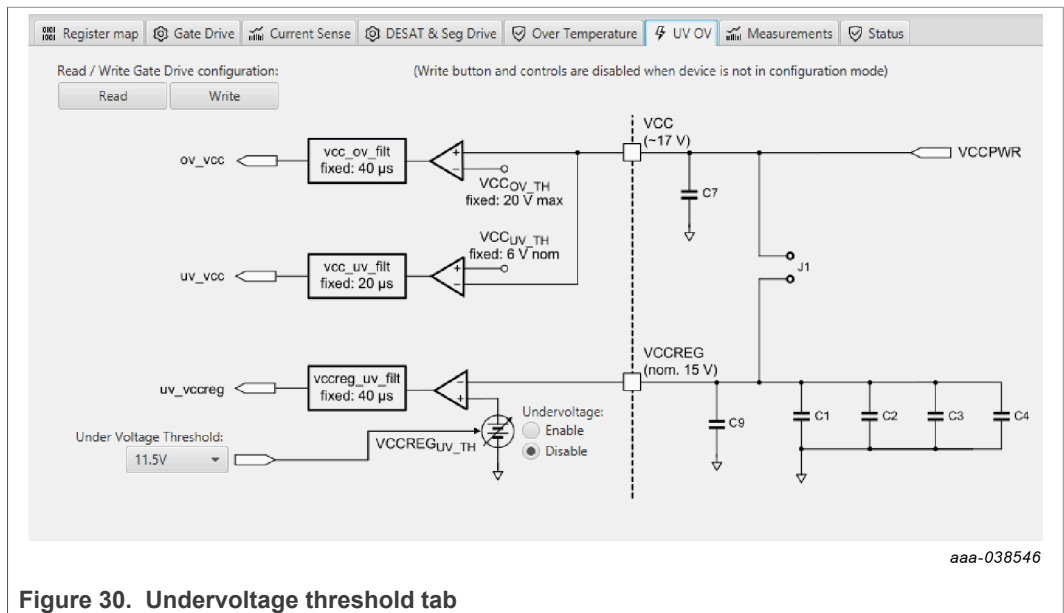 Register map
Gate Drive
Current Sense
DESAT & Seg Drive
Over Temperature
UV OV
Measurements
Status
Read / Write Gate Drive configuration:
(Write button and controls are disabled when device is not in configuration mode)
Read
Write
VCC
(~17 V)
ov_vcc
vcc_ov_filt
fixed: 40 µs
+
−
VCCOV_TH
fixed: 20 V max
VCCPWR
C7
VCCUV_TH
fixed: 6 V nom
uv_vcc
vcc_uv_filt
fixed: 20 µs
+
−
J1
VCCREG
(nom. 15 V)
uv_vccreg
vccreg_uv_filt
fixed: 40 µs
−
+
Undervoltage:
Enable
Disable
Under Voltage Threshold:
11.5V
VCCREGUV_TH
C9
C1
C2
C3
C4
aaa-038546
Figure 30. Undervoltage threshold tab